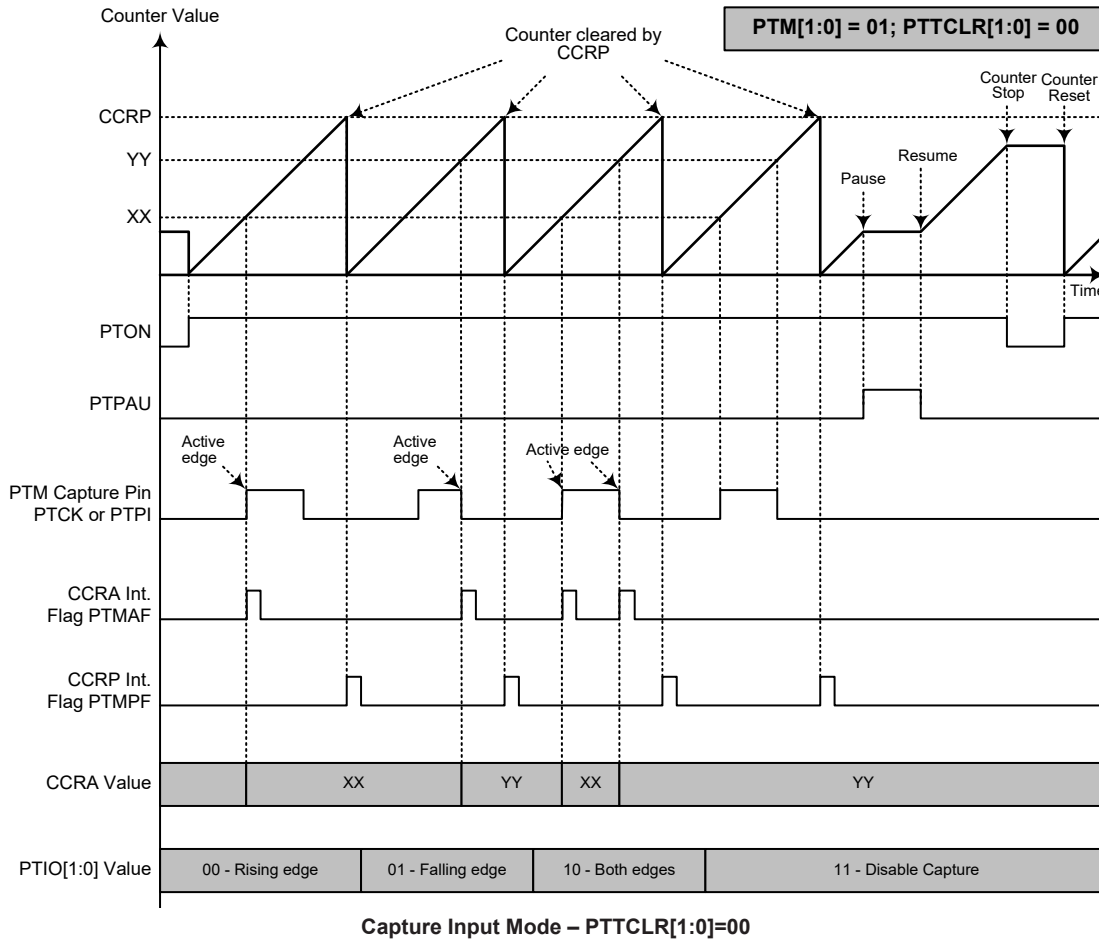 Counter Value
PTM[1:0] = 01; PTTCLR[1:0] = 00
Counter cleared by
CCRP
Counter
Stop
Counter
Reset
CCRP
YY
XX
Pause
Resume
Time
PTON
PTPAU
Active
edge
Active
edge
Active edge
PTM Capture Pin
PTCK or PTPI
CCRA Int.
Flag PTMAF
CCRP Int.
Flag PTMPF
CCRA Value
XX
YY
XX
YY
PTIO[1:0] Value
00 - Rising edge
01 - Falling edge
10 - Both edges
11 - Disable Capture
Capture Input Mode – PTTCLR[1:0]=00